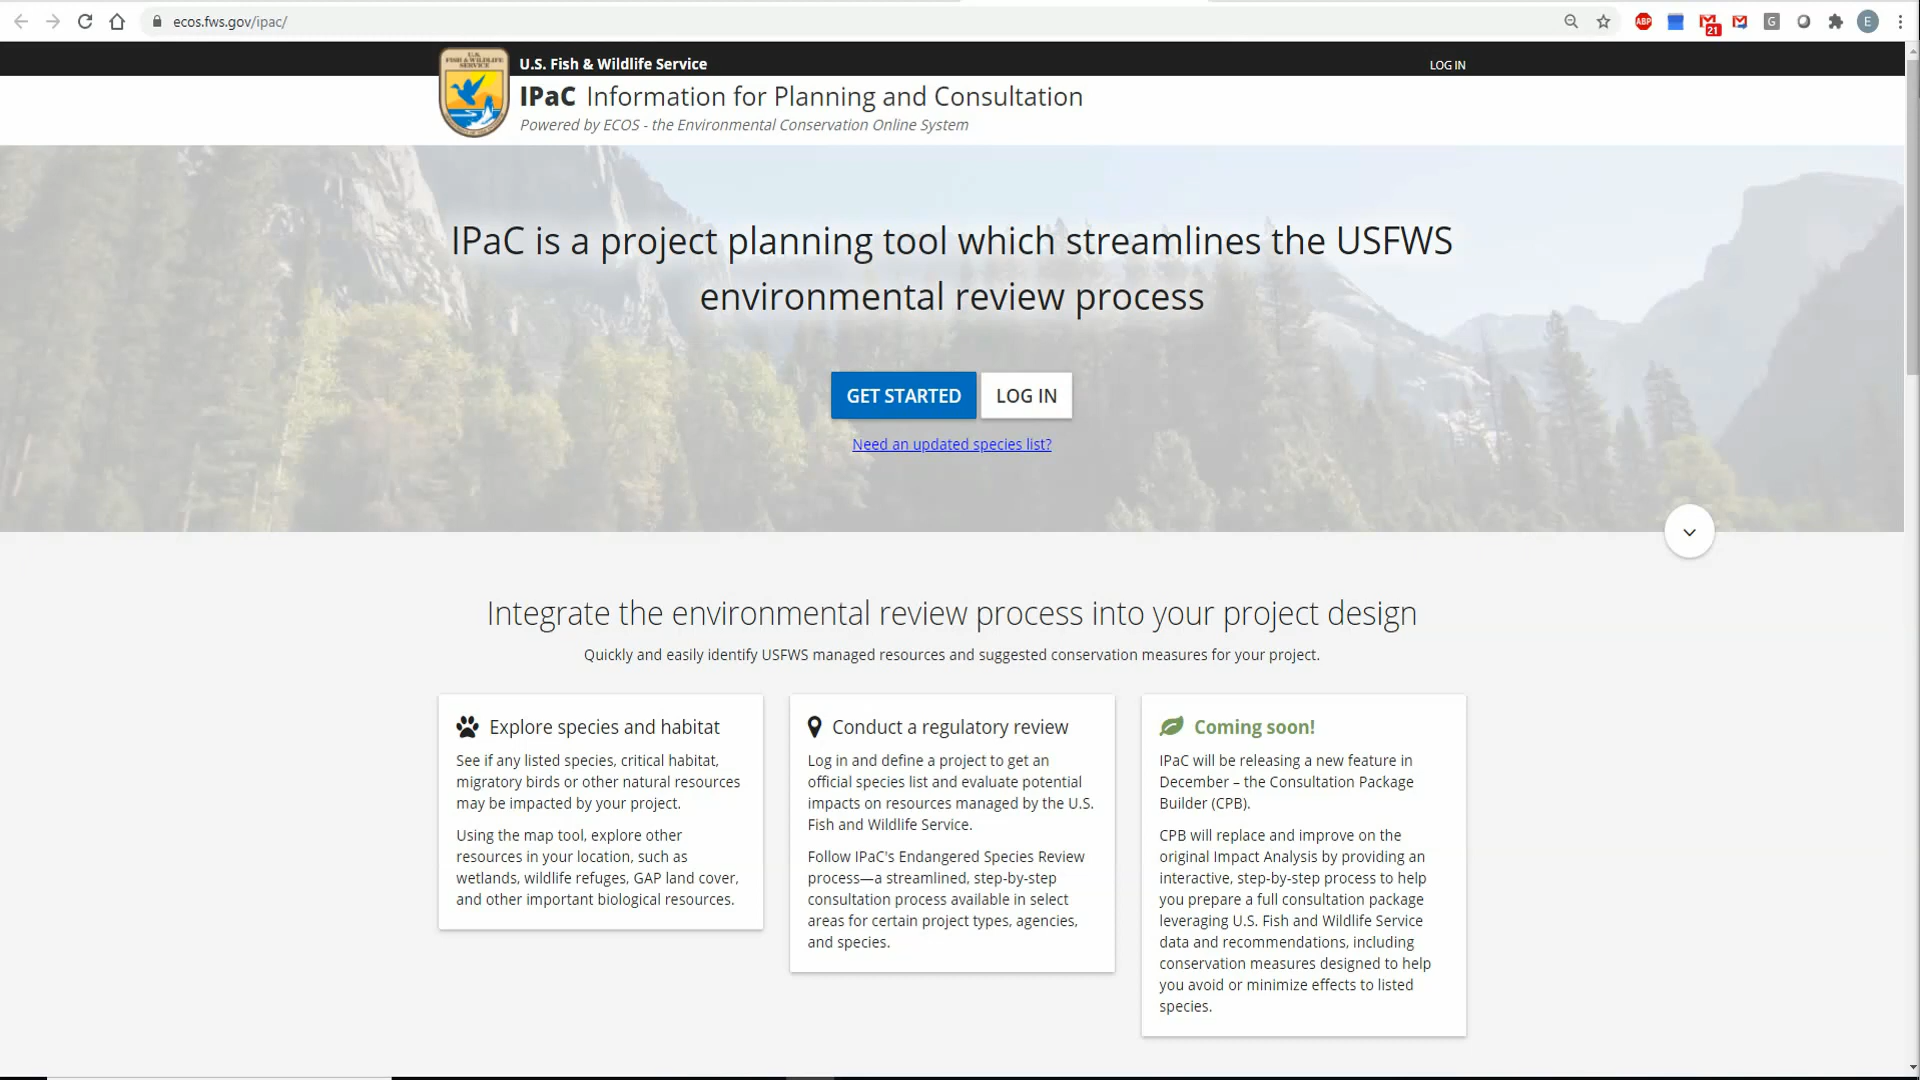 ecos.fws.gov/ipac/
ABP
21
G
E
U.S.
FISH & WILDLIFE
SERVICE
U.S. Fish & Wildlife Service
LOG IN
IPaC Information for Planning and Consultation
Powered by ECOS - the Environmental Conservation Online System
IPaC is a project planning tool which streamlines the USFWS
environmental review process
GET STARTED
LOG IN
Need an updated species list?
Integrate the environmental review process into your project design
Quickly and easily identify USFWS managed resources and suggested conservation measures for your project.
Explore species and habitat
See if any listed species, critical habitat,
migratory birds or other natural resources
may be impacted by your project.
Using the map tool, explore other
resources in your location, such as
wetlands, wildlife refuges, GAP land cover,
and other important biological resources.
Conduct a regulatory review
Log in and define a project to get an
official species list and evaluate potential
impacts on resources managed by the U.S.
Fish and Wildlife Service.
Follow IPaC's Endangered Species Review
process—a streamlined, step-by-step
consultation process available in select
areas for certain project types, agencies,
and species.
Coming soon!
IPaC will be releasing a new feature in
December – the Consultation Package
Builder (CPB).
CPB will replace and improve on the
original Impact Analysis by providing an
interactive, step-by-step process to help
you prepare a full consultation package
leveraging U.S. Fish and Wildlife Service
data and recommendations, including
conservation measures designed to help
you avoid or minimize effects to listed
species.